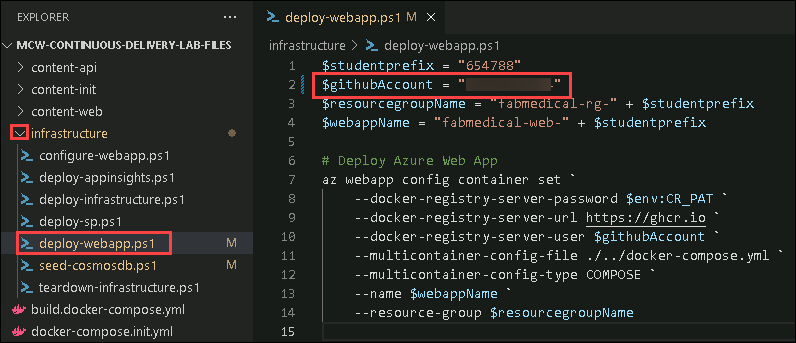 EXPLORER
MCW-CONTINUOUS-DELIVERY-LAB-FILES
content-api
content-init
content-web
infrastructure
configure-webapp.ps1
deploy-appinsights.ps1
deploy-infrastructure.ps1
deploy-sp.ps1
deploy-webapp.ps1 M
seed-cosmosdb.ps1 M
teardown-infrastructure.ps1
build.docker-compose.yml
docker-compose.init.yml
deploy-webapp.ps1 M
infrastructure > deploy-webapp.ps1
1 $studentprefix = "654788"
2 $githubAccount = " "
3 $resourcegroupName = "fabmedical-rg-" + $studentprefix
4 $webappName = "fabmedical-web-" + $studentprefix
5
6 # Deploy Azure Web App
7 az webapp config container set `
8 --docker-registry-server-password $env:CR_PAT `
9 --docker-registry-server-url https://ghcr.io `
10 --docker-registry-server-user $githubAccount `
11 --multicontainer-config-file ./../docker-compose.yml `
12 --multicontainer-config-type COMPOSE `
13 --name $webappName `
14 --resource-group $resourcegroupName
15